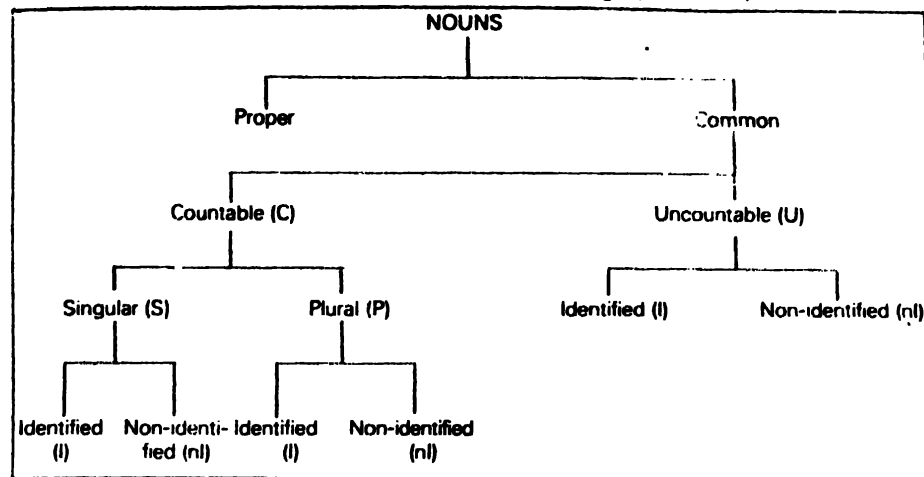 NOUNS
Proper Common
Countable (C) Uncountable (U)
Singular (S) Plural (P) Identified (I) Non-identified (nI)
Identified Non-identi- Identified Non-identified
(I) fied (nI) (I) (nI)